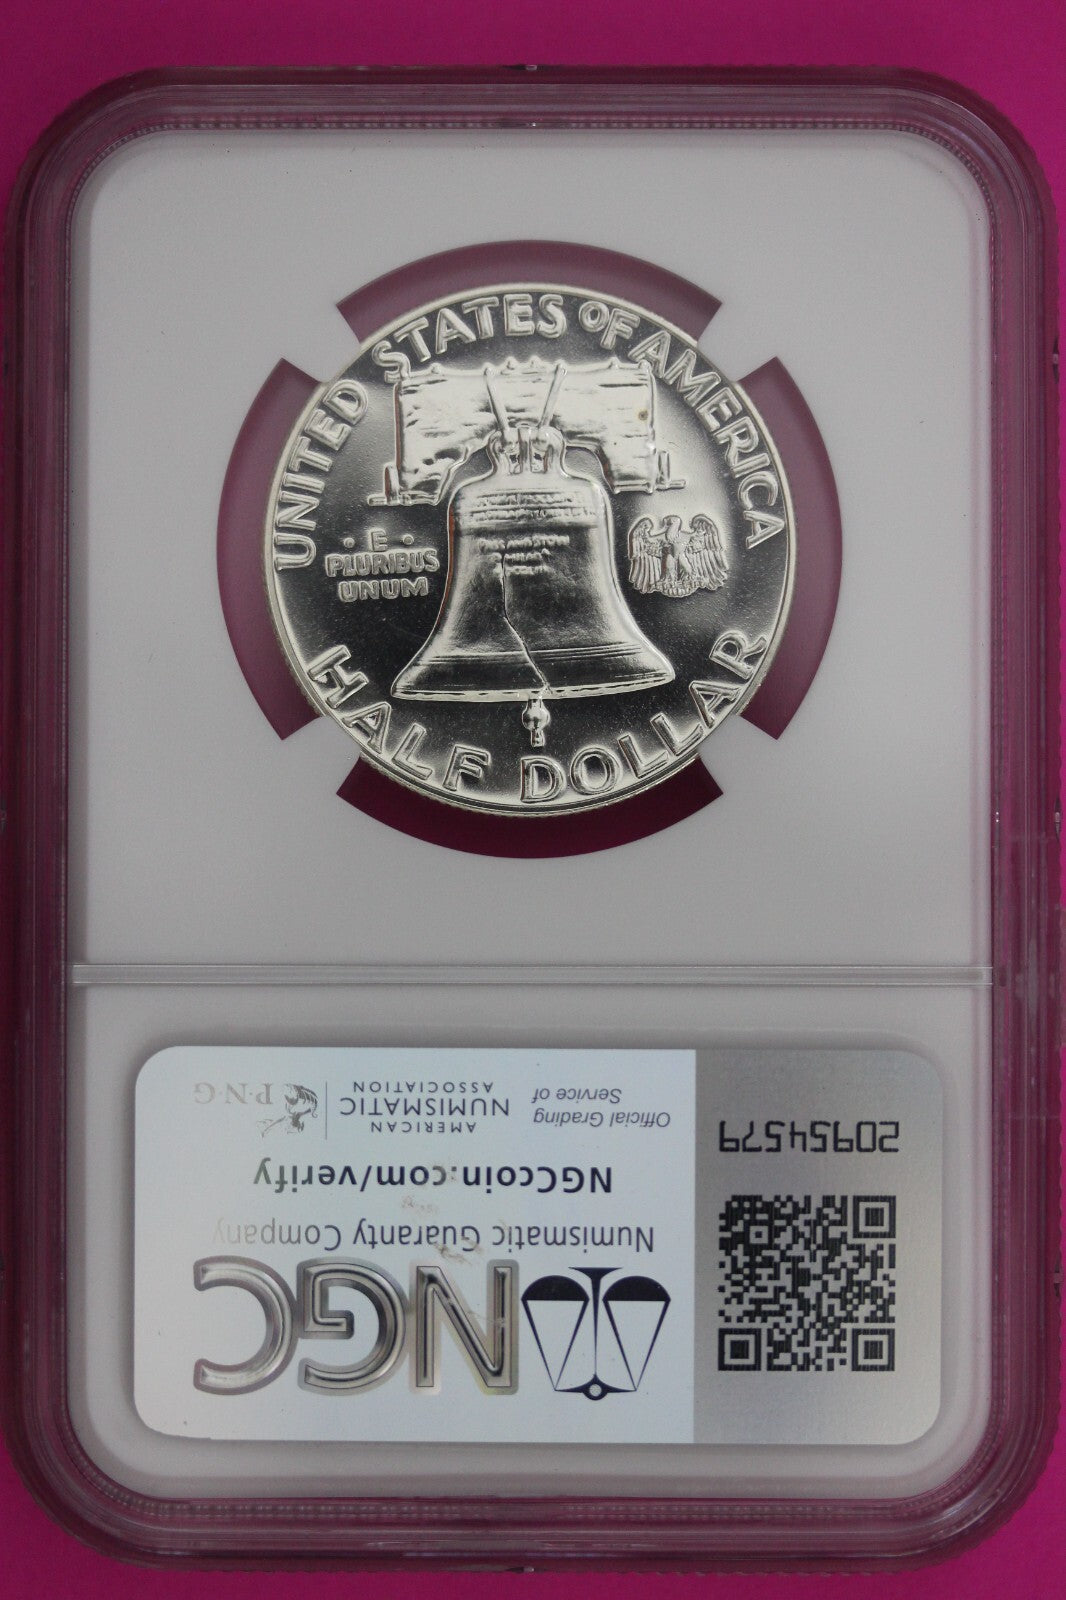 UNITED STATES OF AMERICA
· E ·
PLURIBUS
UNUM
HALF DOLLAR
NGC
Numismatic Guaranty Company
NGCcoin.com/verify
Official Grading
Service of
AMERICAN
NUMISMATIC
ASSOCIATION
P·N·G
20954579